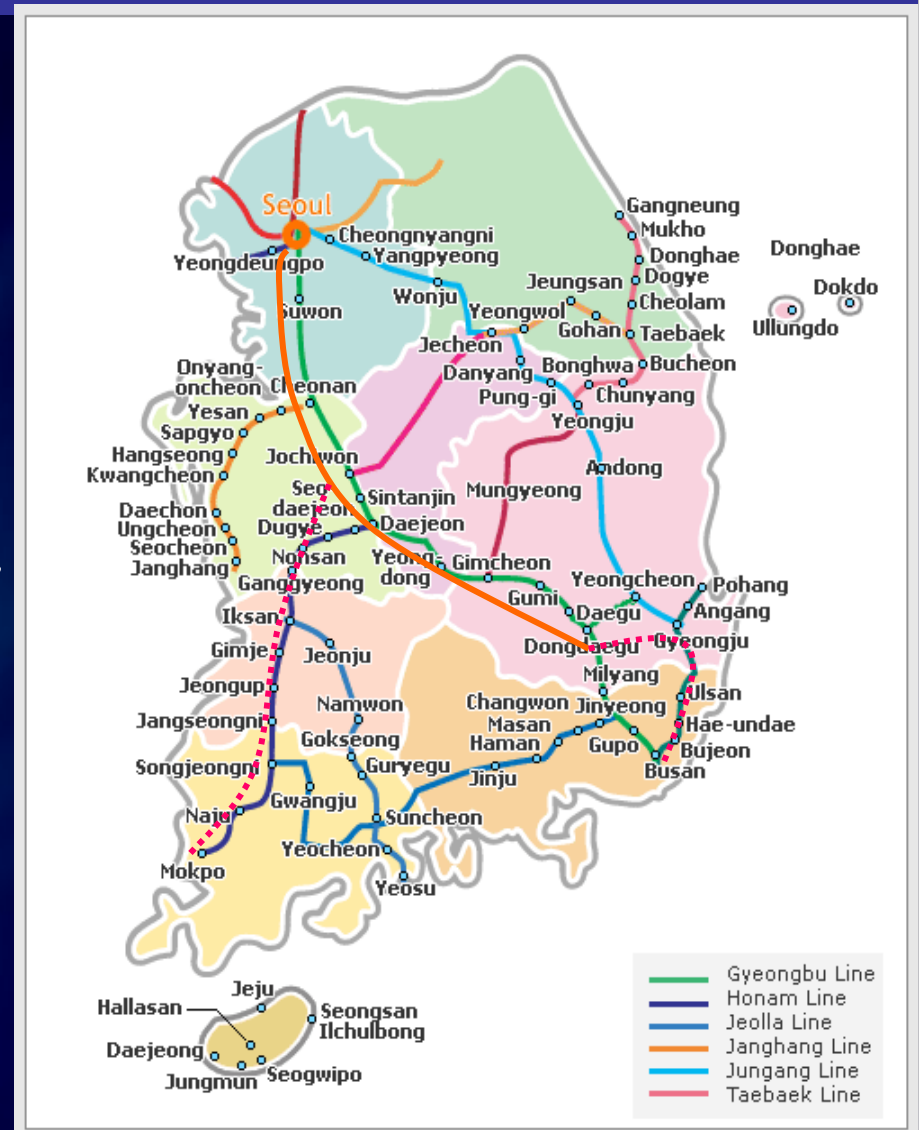 Gangneung
Seoul
Mukho
Cheongnyangni
Donghae
Donghae
Yangpyeong
Yeongdeungpo
Dogye
Jeungsan
Dokdo
Wonju
Cheolam
Suwon
Yeongwol
Gohan
Taebaek
Ullungdo
Jecheon
Bonghwa
Bucheon
Onyang-
oncheon
Cheonan
Danyang
Pung-gi
Chunyang
Yesan
Yeongju
Sapgyo
Hangseong
Jochiwon
Kwangcheon
Andong
Seo
daejeon
Sintanjin
Mungyeong
Daechon
Ungcheon
Dugye
Daejeon
Seocheon
Janghang
Nonsan
Yeong-
dong
Gimcheon
Ganggyeong
Yeongcheon
Pohang
Gumi
Angang
Iksan
Daegu
Gimje
Jeonju
Dongdaegu
Gyeongju
Milyang
Jeongup
Ulsan
Namwon
Changwon
Jinyeong
Jangseongni
Masan
Hae-undae
Gokseong
Haman
Gupo
Bujeon
Songjeongni
Guryegu
Jinju
Busan
Gwangju
Naju
Suncheon
Yeocheon
Mokpo
Yeosu
Jeju
Hallasan
Seongsan
Ilchulbong
Daejeong
Jungmun
Seogwipo
Gyeongbu Line
Honam Line
Jeolla Line
Janghang Line
Jungang Line
Taebaek Line